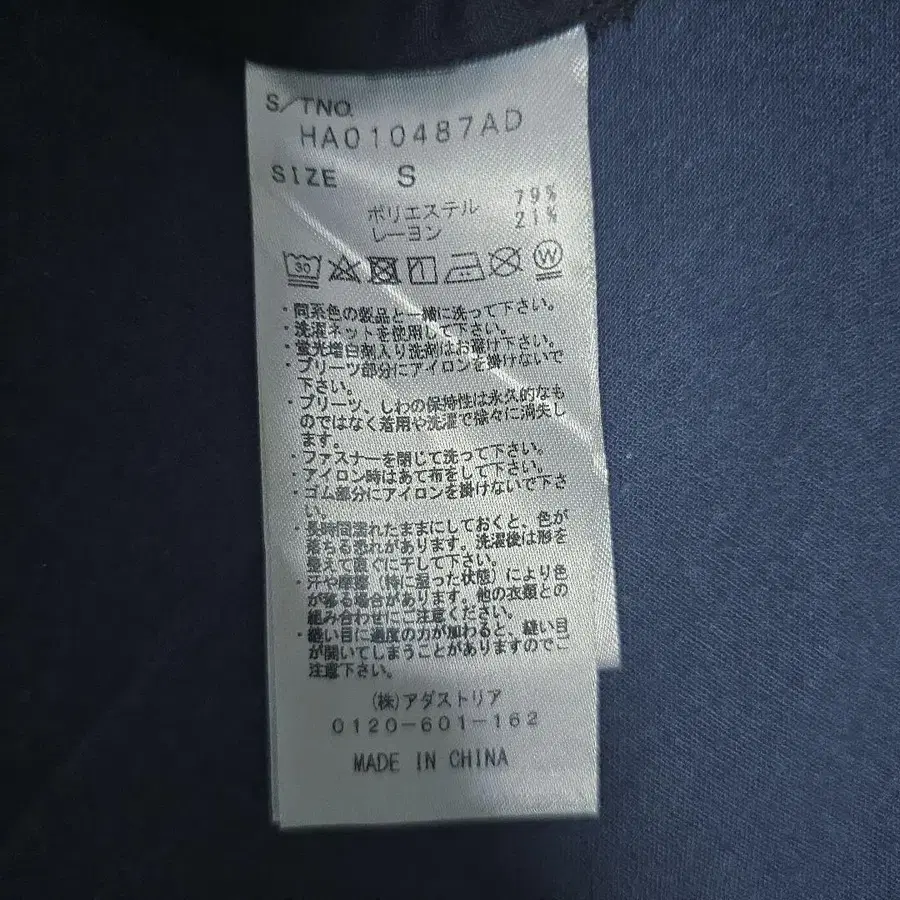 S/TNO.
HA010487AD
SIZE S
ポリエステル 79%
レーヨン 21%
30 W
・同系色の製品と一緒に洗って下さい。
・洗濯ネットを使用して下さい。
・蛍光増白剤入り洗剤はお避け下さい。
・プリーツ部分にアイロンを掛けないで
下さい。
・プリーツ、しわの保持性は永久的なも
のではなく着用や洗濯で徐々に消失し
ます。
・ファスナーを閉じて洗って下さい。
・アイロン時はあて布をして下さい。
・ゴム部分にアイロンを掛けないで下さ
い。
・長時間濡れたままにしておくと、色が
落ちる恐れがあります。洗濯後は形を
整えて直ぐに干して下さい。
・汗や摩擦（特に湿った状態）により色
が移る場合があります。他の衣類との
組み合わせにご注意ください。
・縫い目に過度の力が加わると、縫い目
が開いてしまうことがありますのでご
注意下さい。
(株)アダストリア
0120-601-162
MADE IN CHINA